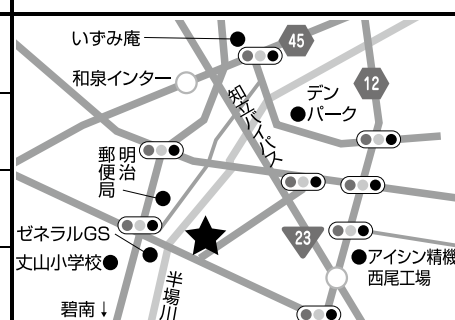 いずみ庵
45
和泉インター
12
デン
パーク
知立バイパス
明治
郵便局
ゼネラルGS
23
丈山小学校
アイシン精機
西尾工場
半場川
碧南↓